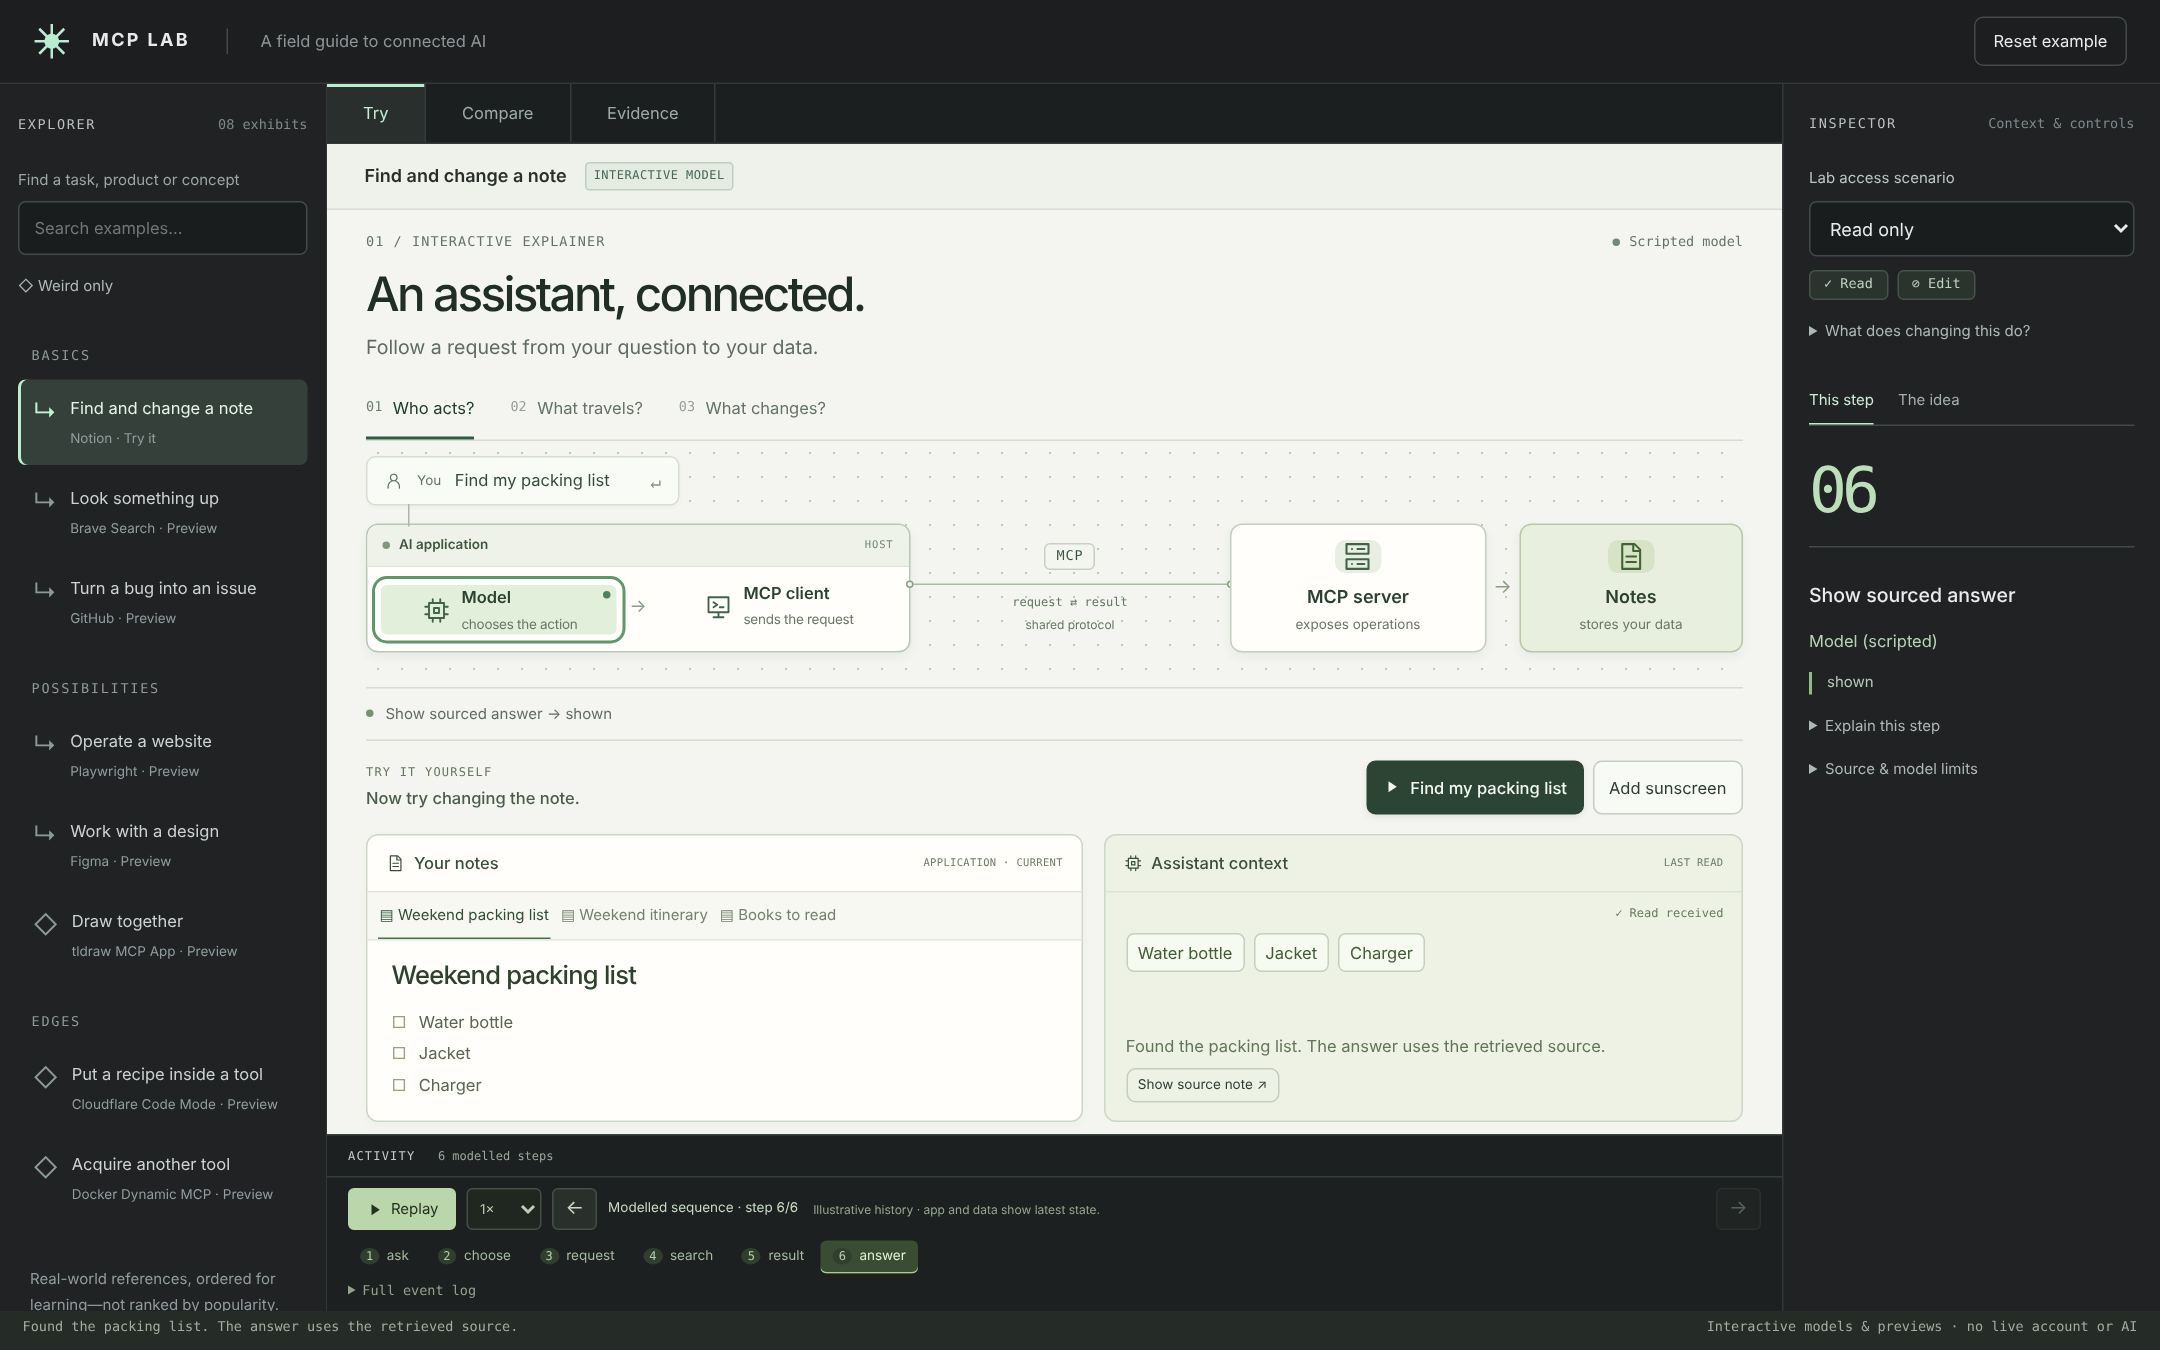 MCP LAB
A field guide to connected AI
Reset example
EXPLORER
08 exhibits
Find a task, product or concept
Search examples...
Weird only
BASICS
Find and change a note
Notion · Try it
Look something up
Brave Search · Preview
Turn a bug into an issue
GitHub · Preview
POSSIBILITIES
Operate a website
Playwright · Preview
Work with a design
Figma · Preview
Draw together
tldraw MCP App · Preview
EDGES
Put a recipe inside a tool
Cloudflare Code Mode · Preview
Acquire another tool
Docker Dynamic MCP · Preview
Real-world references, ordered for
learning—not ranked by popularity.
Try
Compare
Evidence
Find and change a note
INTERACTIVE MODEL
01 / INTERACTIVE EXPLAINER
Scripted model
An assistant, connected.
Follow a request from your question to your data.
01 Who acts?
02 What travels?
03 What changes?
You Find my packing list
AI application
HOST
Model
chooses the action
MCP client
sends the request
MCP
request ⇄ result
shared protocol
MCP server
exposes operations
Notes
stores your data
Show sourced answer → shown
TRY IT YOURSELF
Now try changing the note.
Find my packing list
Add sunscreen
Your notes
APPLICATION · CURRENT
Weekend packing list
Weekend itinerary
Books to read
Weekend packing list
Water bottle
Jacket
Charger
Assistant context
LAST READ
✓ Read received
Water bottle
Jacket
Charger
Found the packing list. The answer uses the retrieved source.
Show source note ↗
ACTIVITY
6 modelled steps
Replay
1×
Modelled sequence · step 6/6
Illustrative history · app and data show latest state.
1 ask
2 choose
3 request
4 search
5 result
6 answer
Full event log
INSPECTOR
Context & controls
Lab access scenario
Read only
✓ Read
⊘ Edit
What does changing this do?
This step
The idea
06
Show sourced answer
Model (scripted)
shown
Explain this step
Source & model limits
Found the packing list. The answer uses the retrieved source.
Interactive models & previews · no live account or AI